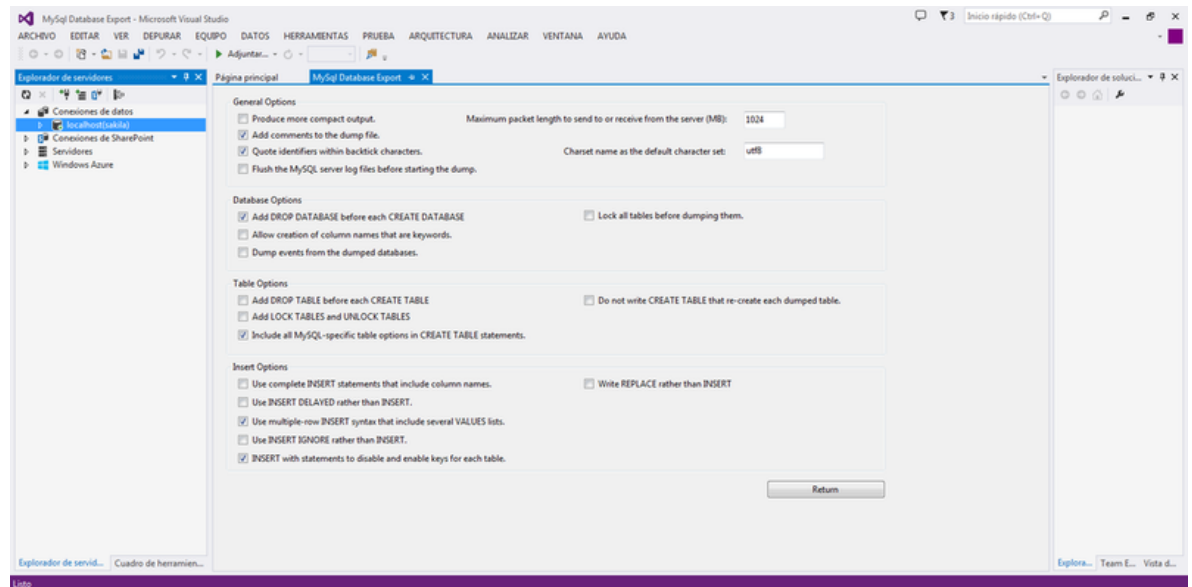 MySql Database Export - Microsoft Visual Studio
3
Inicio rápido (Ctrl+Q)
ARCHIVO EDITAR VER DEPURAR EQUIPO DATOS HERRAMIENTAS PRUEBA ARQUITECTURA ANALIZAR VENTANA AYUDA
Adjuntar...
Explorador de servidores
Conexiones de datos
localhost(sakila)
Conexiones de SharePoint
Servidores
Windows Azure
Página principal
MySql Database Export
General Options
Produce more compact output.
Maximum packet length to send to or receive from the server (MB):
1024
Add comments to the dump file.
Quote identifiers within backtick characters.
Charset name as the default character set:
utf8
Flush the MySQL server log files before starting the dump.
Database Options
Add DROP DATABASE before each CREATE DATABASE
Lock all tables before dumping them.
Allow creation of column names that are keywords.
Dump events from the dumped databases.
Table Options
Add DROP TABLE before each CREATE TABLE
Do not write CREATE TABLE that re-create each dumped table.
Add LOCK TABLES and UNLOCK TABLES
Include all MySQL-specific table options in CREATE TABLE statements.
Insert Options
Use complete INSERT statements that include column names.
Write REPLACE rather than INSERT
Use INSERT DELAYED rather than INSERT.
Use multiple-row INSERT syntax that include several VALUES lists.
Use INSERT IGNORE rather than INSERT.
INSERT with statements to disable and enable keys for each table.
Return
Explorador de soluci...
Explorador de servid...
Cuadro de herramien...
Explora...
Team E...
Vista d...
Listo